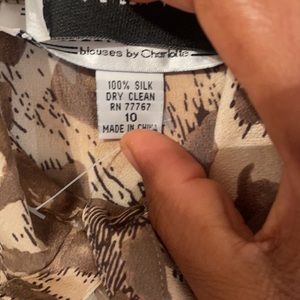 blouses by Charlotte
100% SILK
DRY CLEAN
RN 77767
10
MADE IN CHINA